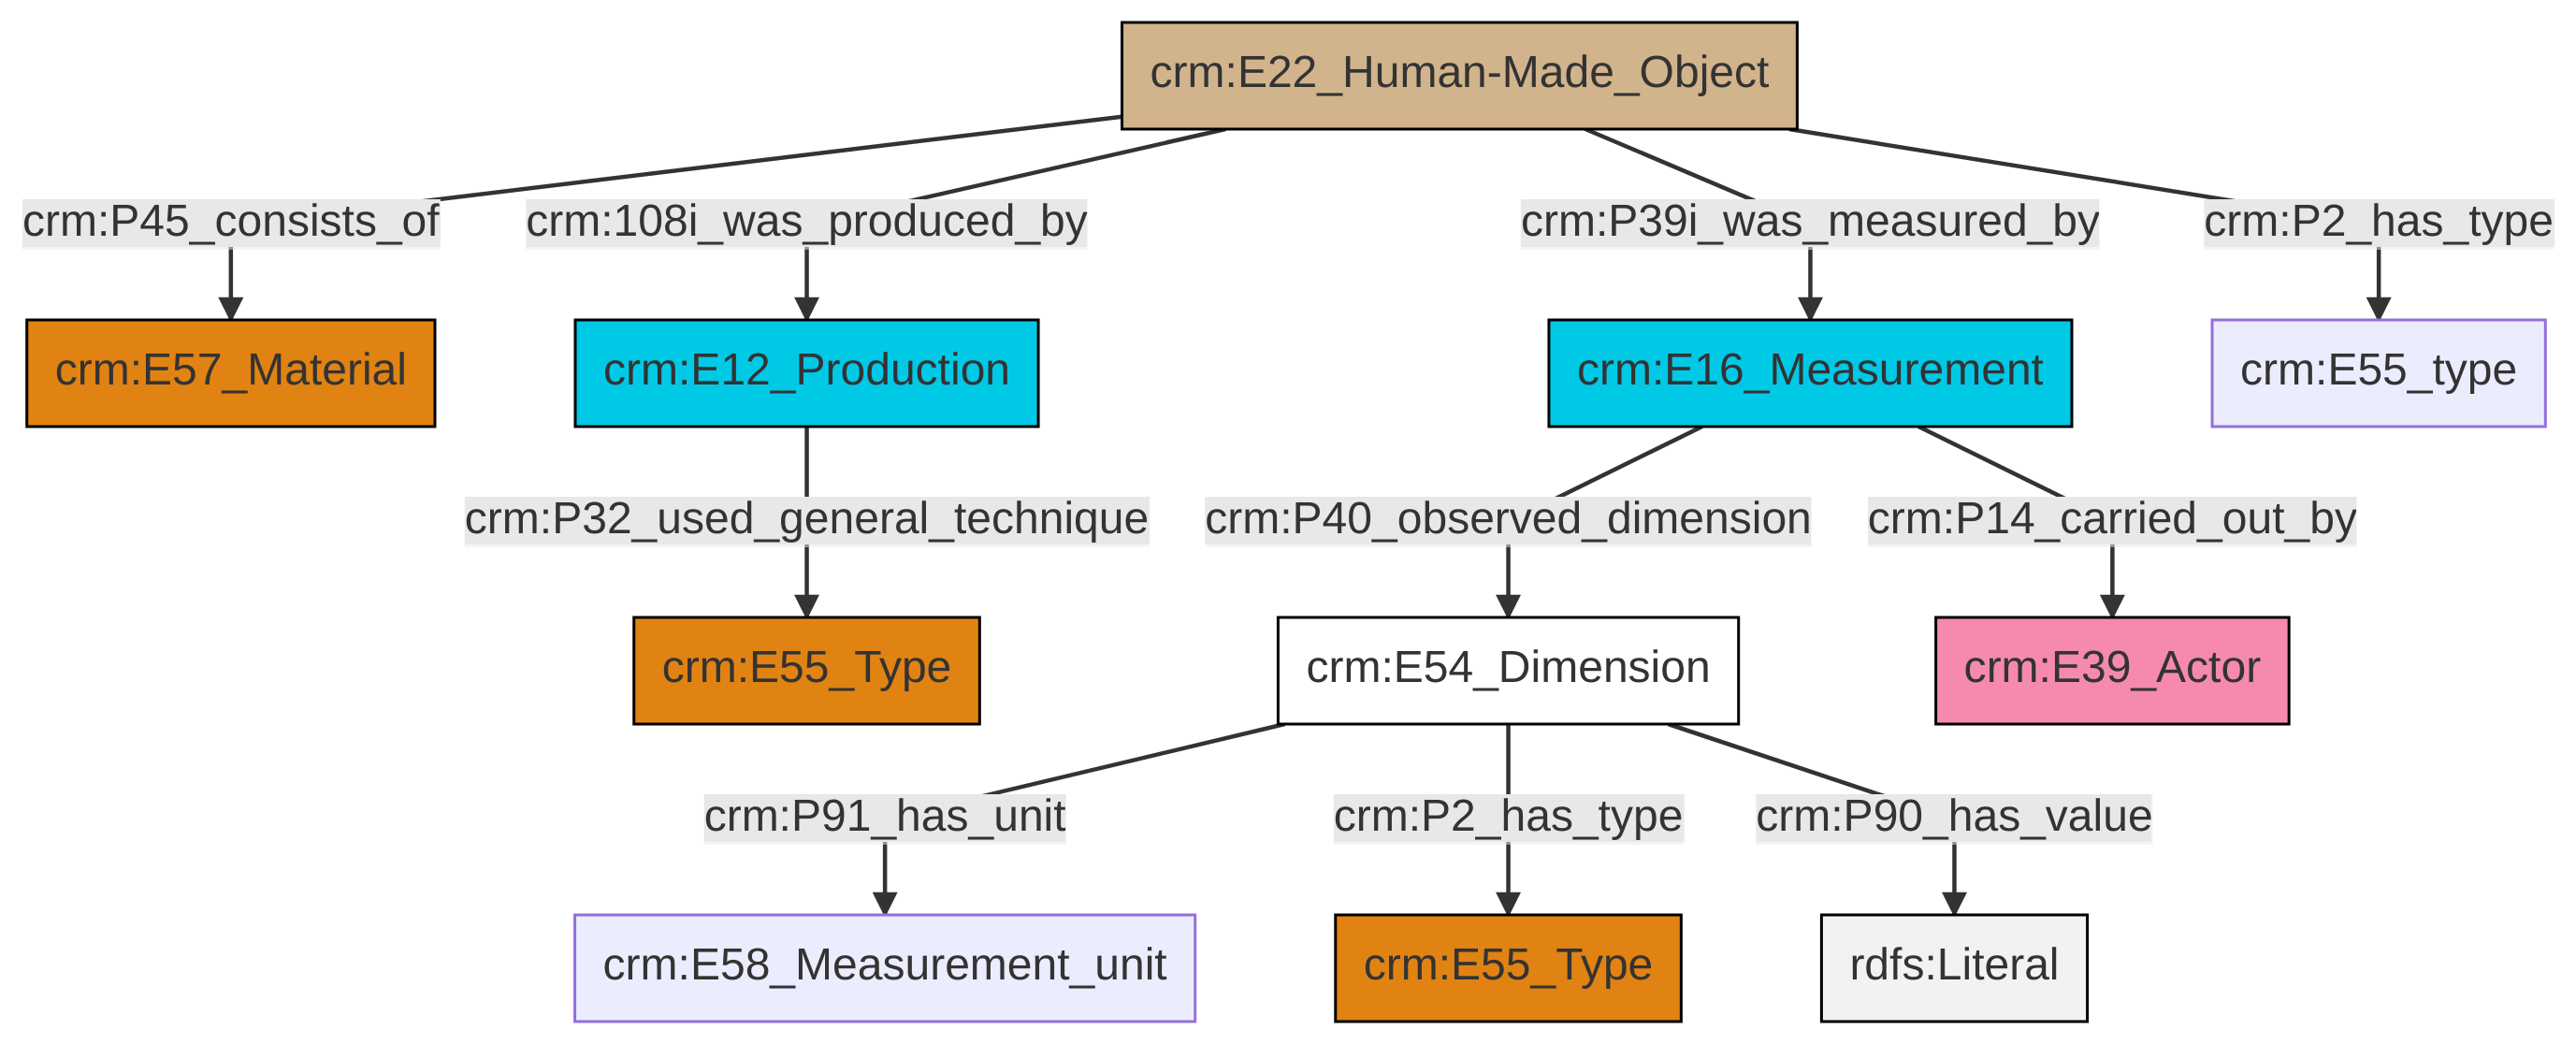 crm:E22_Human-Made_Object
crm:P45_consists_of
crm:108i_was_produced_by
crm:P39i_was_measured_by
crm:P2_has_type
crm:E57_Material
crm:E12_Production
crm:E16_Measurement
crm:E55_type
crm:P32_used_general_technique
crm:P40_observed_dimension
crm:P14_carried_out_by
crm:E55_Type
crm:E54_Dimension
crm:E39_Actor
crm:P91_has_unit
crm:P2_has_type
crm:P90_has_value
crm:E58_Measurement_unit
crm:E55_Type
rdfs:Literal